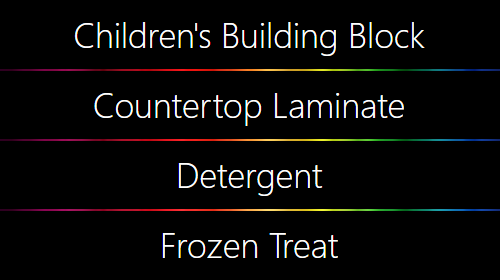 Children's Building Block
Countertop Laminate
Detergent
Frozen Treat